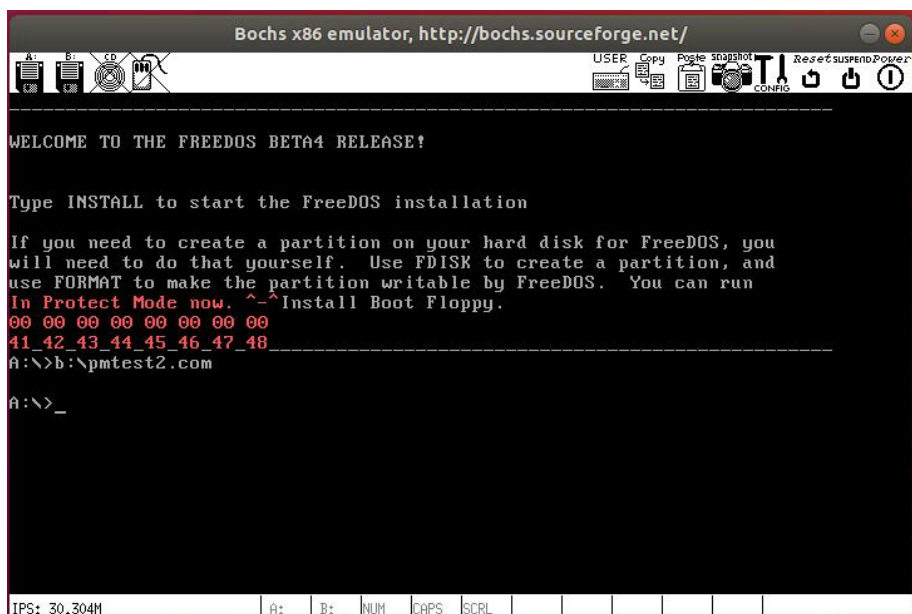 Bochs x86 emulator, http://bochs.sourceforge.net/
A: B: CD USER Copy Paste snapshot CONFIG Reset SUSPEND Power
WELCOME TO THE FREEDOS BETA4 RELEASE!
Type INSTALL to start the FreeDOS installation
If you need to create a partition on your hard disk for FreeDOS, you
will need to do that yourself.  Use FDISK to create a partition, and
use FORMAT to make the partition writable by FreeDOS.  You can run
In Protect Mode now. ^-^Install Boot Floppy.
00 00 00 00 00 00 00 00
41_42_43_44_45_46_47_48
A:\>b:\pmtest2.com
A:\>_
IPS: 30.304M A: B: NUM CAPS SCRL